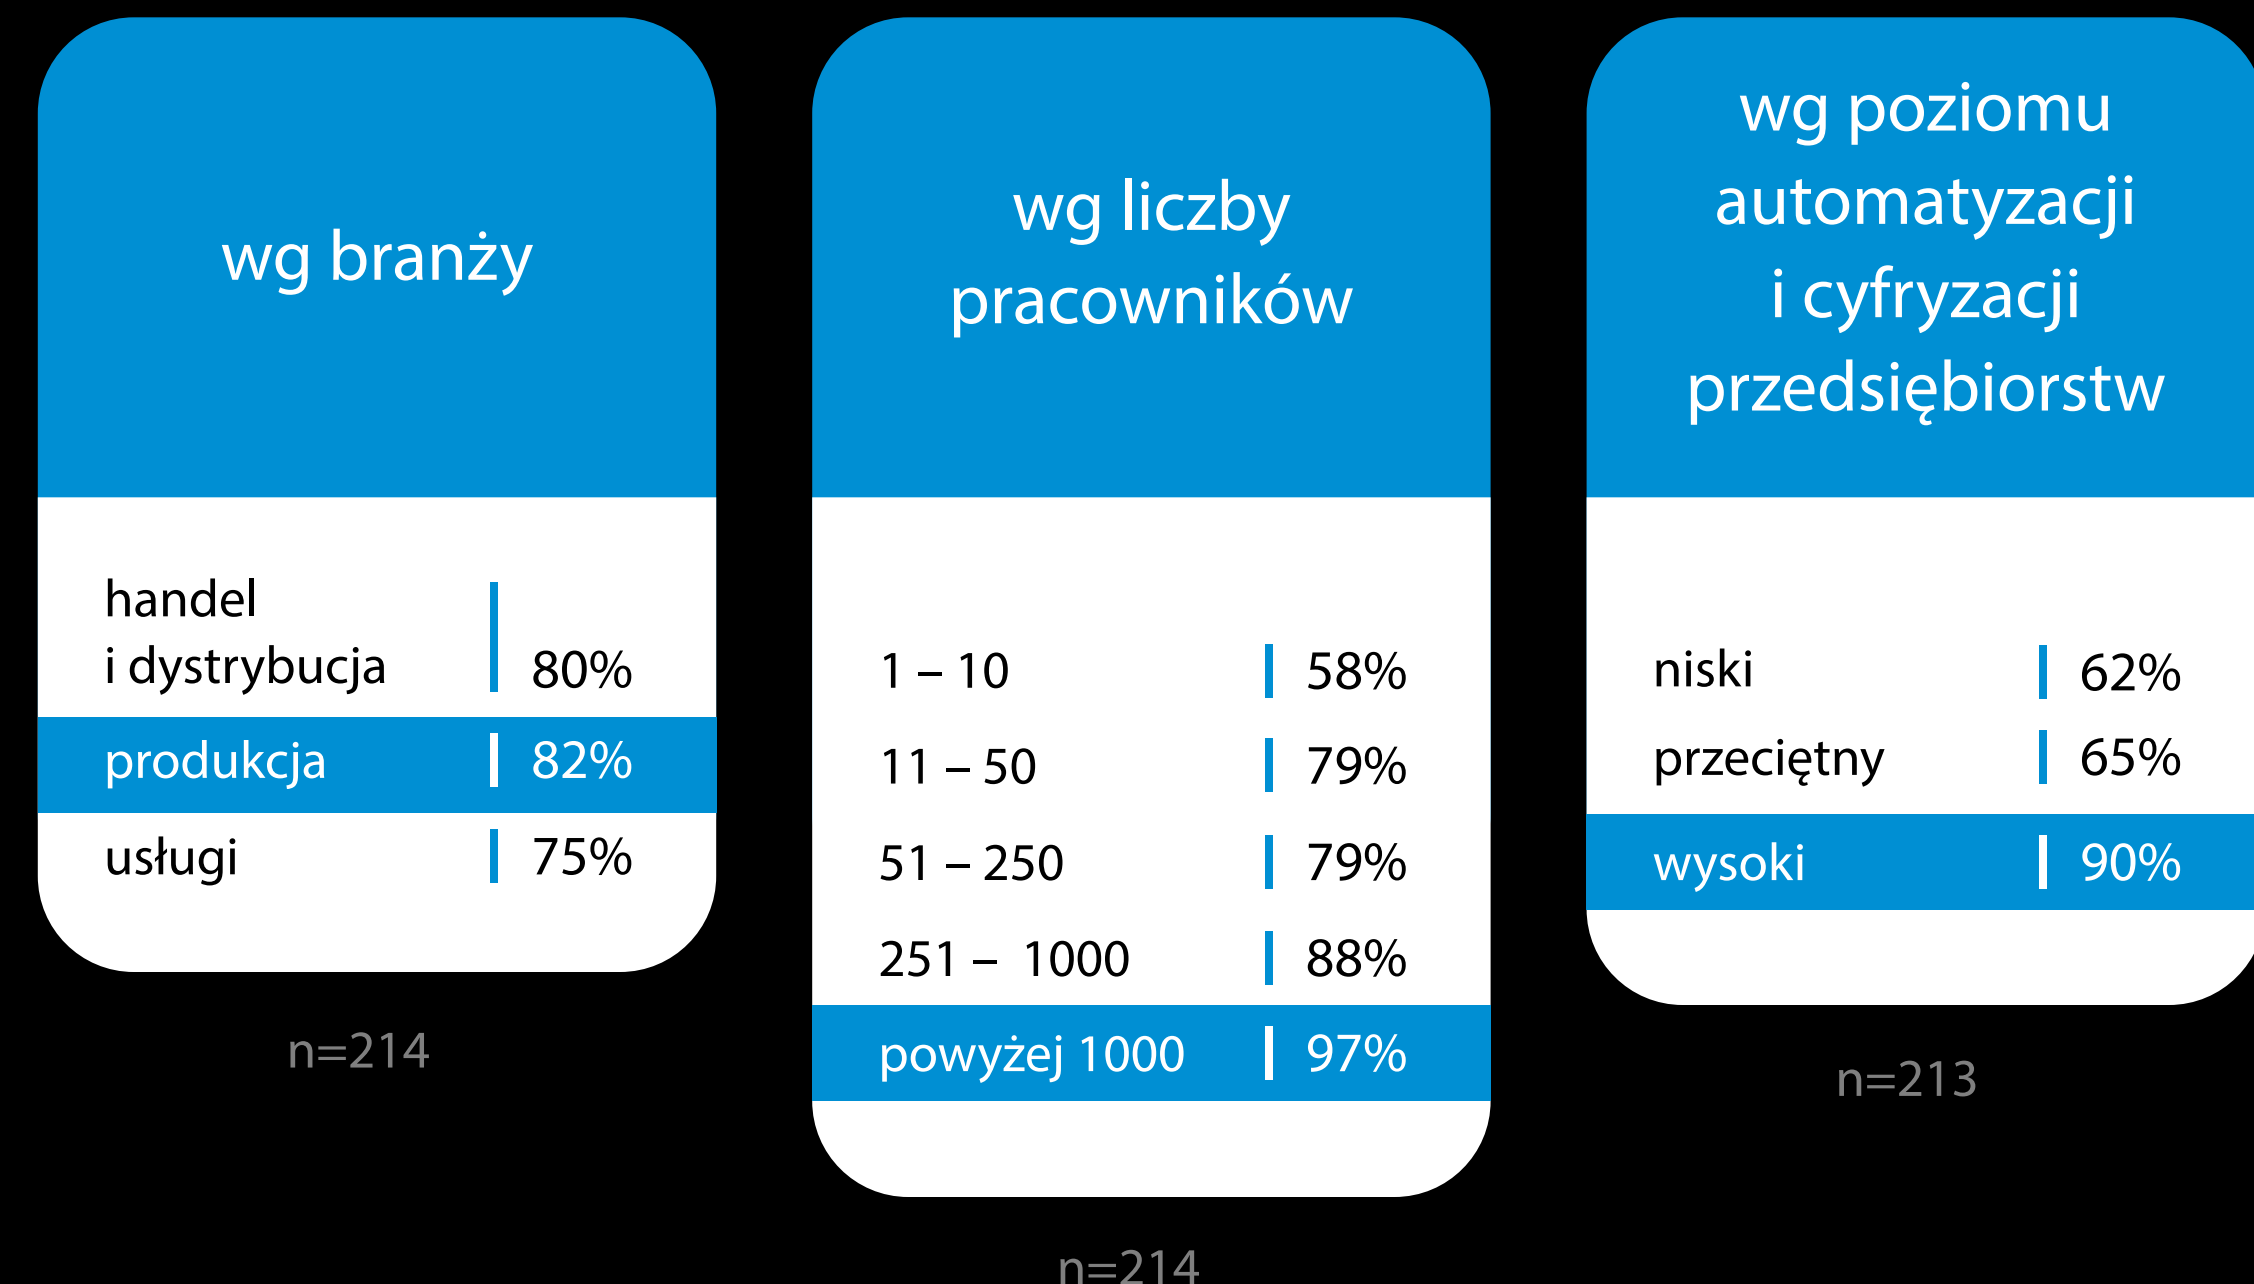 wg branży
handel
i dystrybucja 80%
produkcja 82%
usługi 75%
n=214
wg liczby
pracowników
1 – 10 58%
11 – 50 79%
51 – 250 79%
251 –  1000 88%
powyżej 1000 97%
n=214
wg poziomu
automatyzacji
i cyfryzacji
przedsiębiorstw
niski 62%
przeciętny 65%
wysoki 90%
n=213